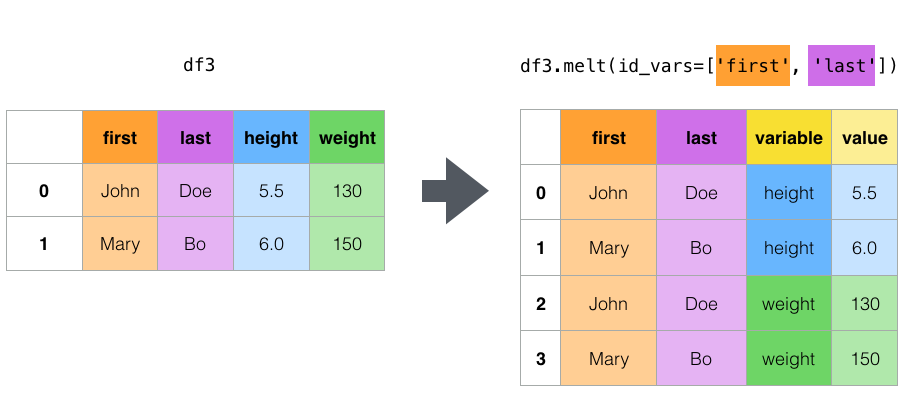 df3
first last height weight
0 John Doe 5.5 130
1 Mary Bo 6.0 150
df3.melt(id_vars=['first', 'last'])
first last variable value
0 John Doe height 5.5
1 Mary Bo height 6.0
2 John Doe weight 130
3 Mary Bo weight 150